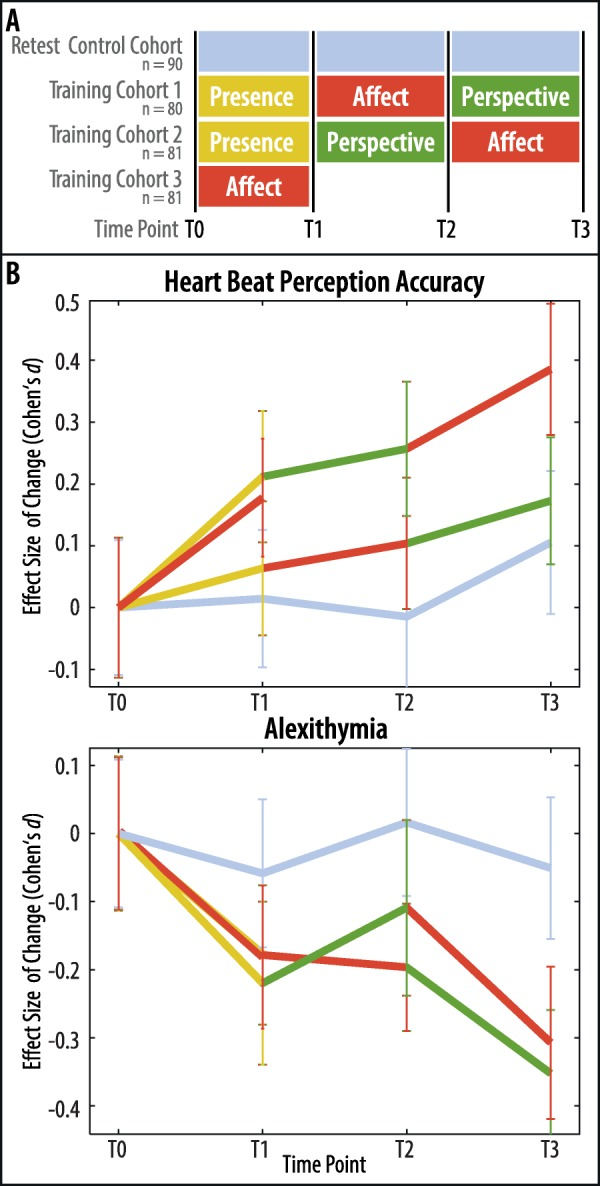 A
Retest Control Cohort
n = 90
Training Cohort 1
n = 80
Presence Affect Perspective
Training Cohort 2
n = 81
Presence Perspective Affect
Training Cohort 3
n = 81
Affect
Time Point T0 T1 T2 T3
B
Heart Beat Perception Accuracy
Effect Size of Change (Cohen's d)
0.5
0.4
0.3
0.2
0.1
0
-0.1
T0 T1 T2 T3
Alexithymia
Effect Size of Change (Cohen's d)
0.1
0
-0.1
-0.2
-0.3
-0.4
T0 T1 T2 T3
Time Point